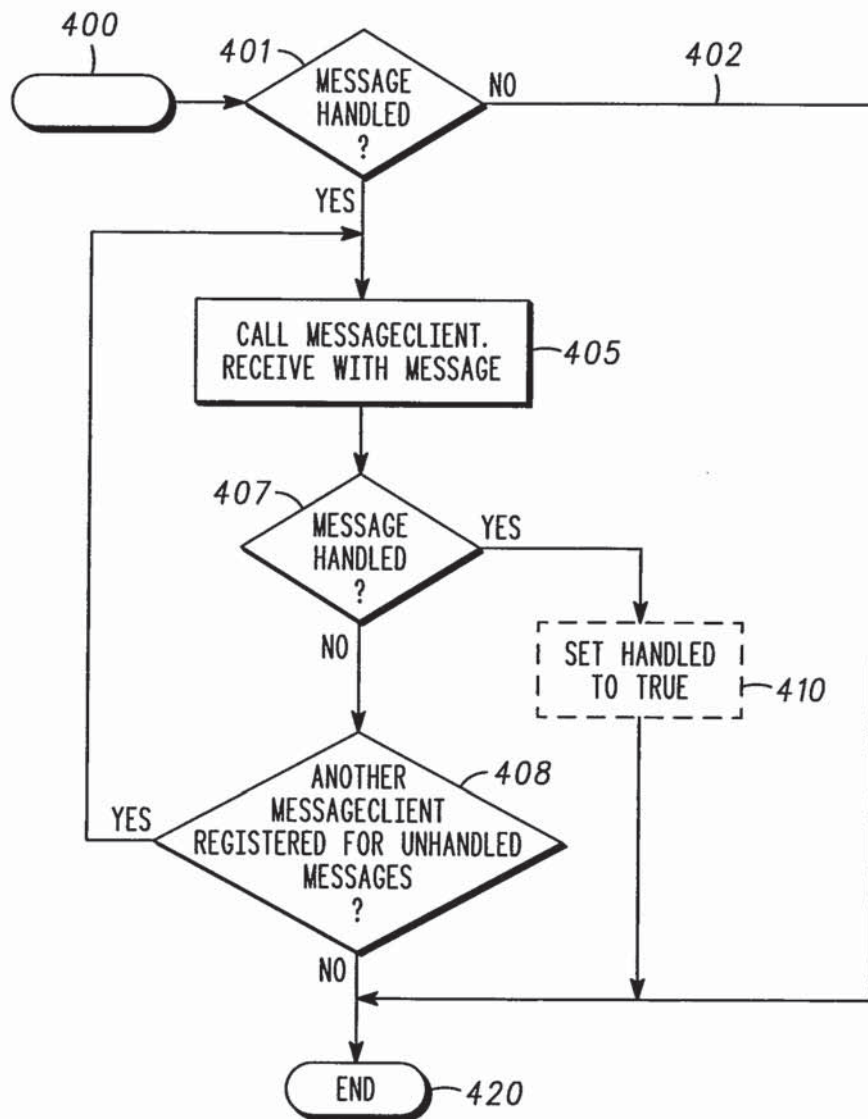 400
401
MESSAGE
HANDLED
?
NO
402
YES
CALL MESSAGECLIENT.
RECEIVE WITH MESSAGE
405
407
MESSAGE
HANDLED
?
YES
NO
SET HANDLED
TO TRUE
410
408
ANOTHER
MESSAGECLIENT
REGISTERED FOR UNHANDLED
MESSAGES
?
YES
NO
END
420